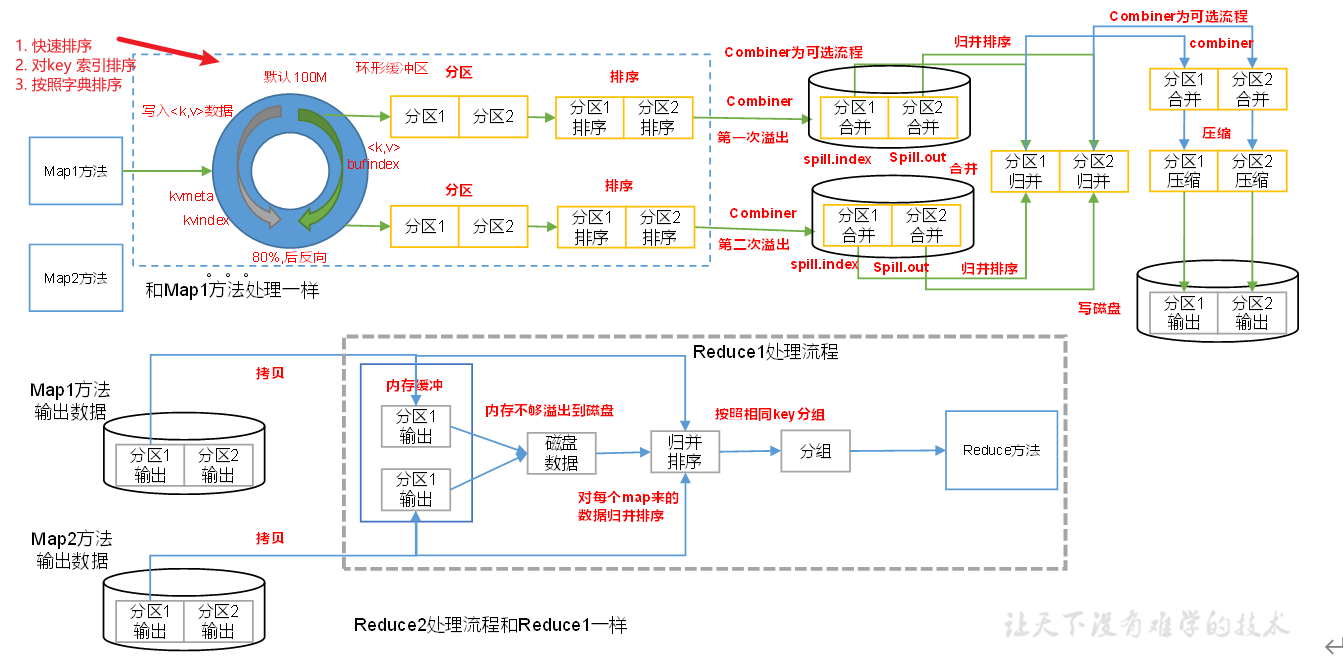 1. 快速排序
2. 对key 索引排序
3. 按照字典排序
默认100M
环形缓冲区
写入<k,v>数据
Map1方法
Map2方法
<k,v>
bufindex
kvmeta
kvindex
80%,后反向
。。。
和Map1方法处理一样
分区
分区1
分区2
排序
分区1
排序
分区2
排序
分区
分区1
分区2
排序
分区1
排序
分区2
排序
Combiner为可选流程
Combiner
第一次溢出
分区1
合并
分区2
合并
spill.index
Spill.out
Combiner
第二次溢出
分区1
合并
分区2
合并
spill.index
Spill.out
归并排序
合并
分区1
归并
分区2
归并
归并排序
Combiner为可选流程
combiner
分区1
合并
分区2
合并
压缩
分区1
压缩
分区2
压缩
写磁盘
分区1
输出
分区2
输出
Map1方法
输出数据
分区1
输出
分区2
输出
拷贝
Map2方法
输出数据
分区1
输出
分区2
输出
拷贝
Reduce1处理流程
内存缓冲
分区1
输出
分区1
输出
内存不够溢出到磁盘
磁盘
数据
归并
排序
对每个map来的
数据归并排序
按照相同key分组
分组
Reduce方法
Reduce2处理流程和Reduce1一样
让天下没有难学的技术